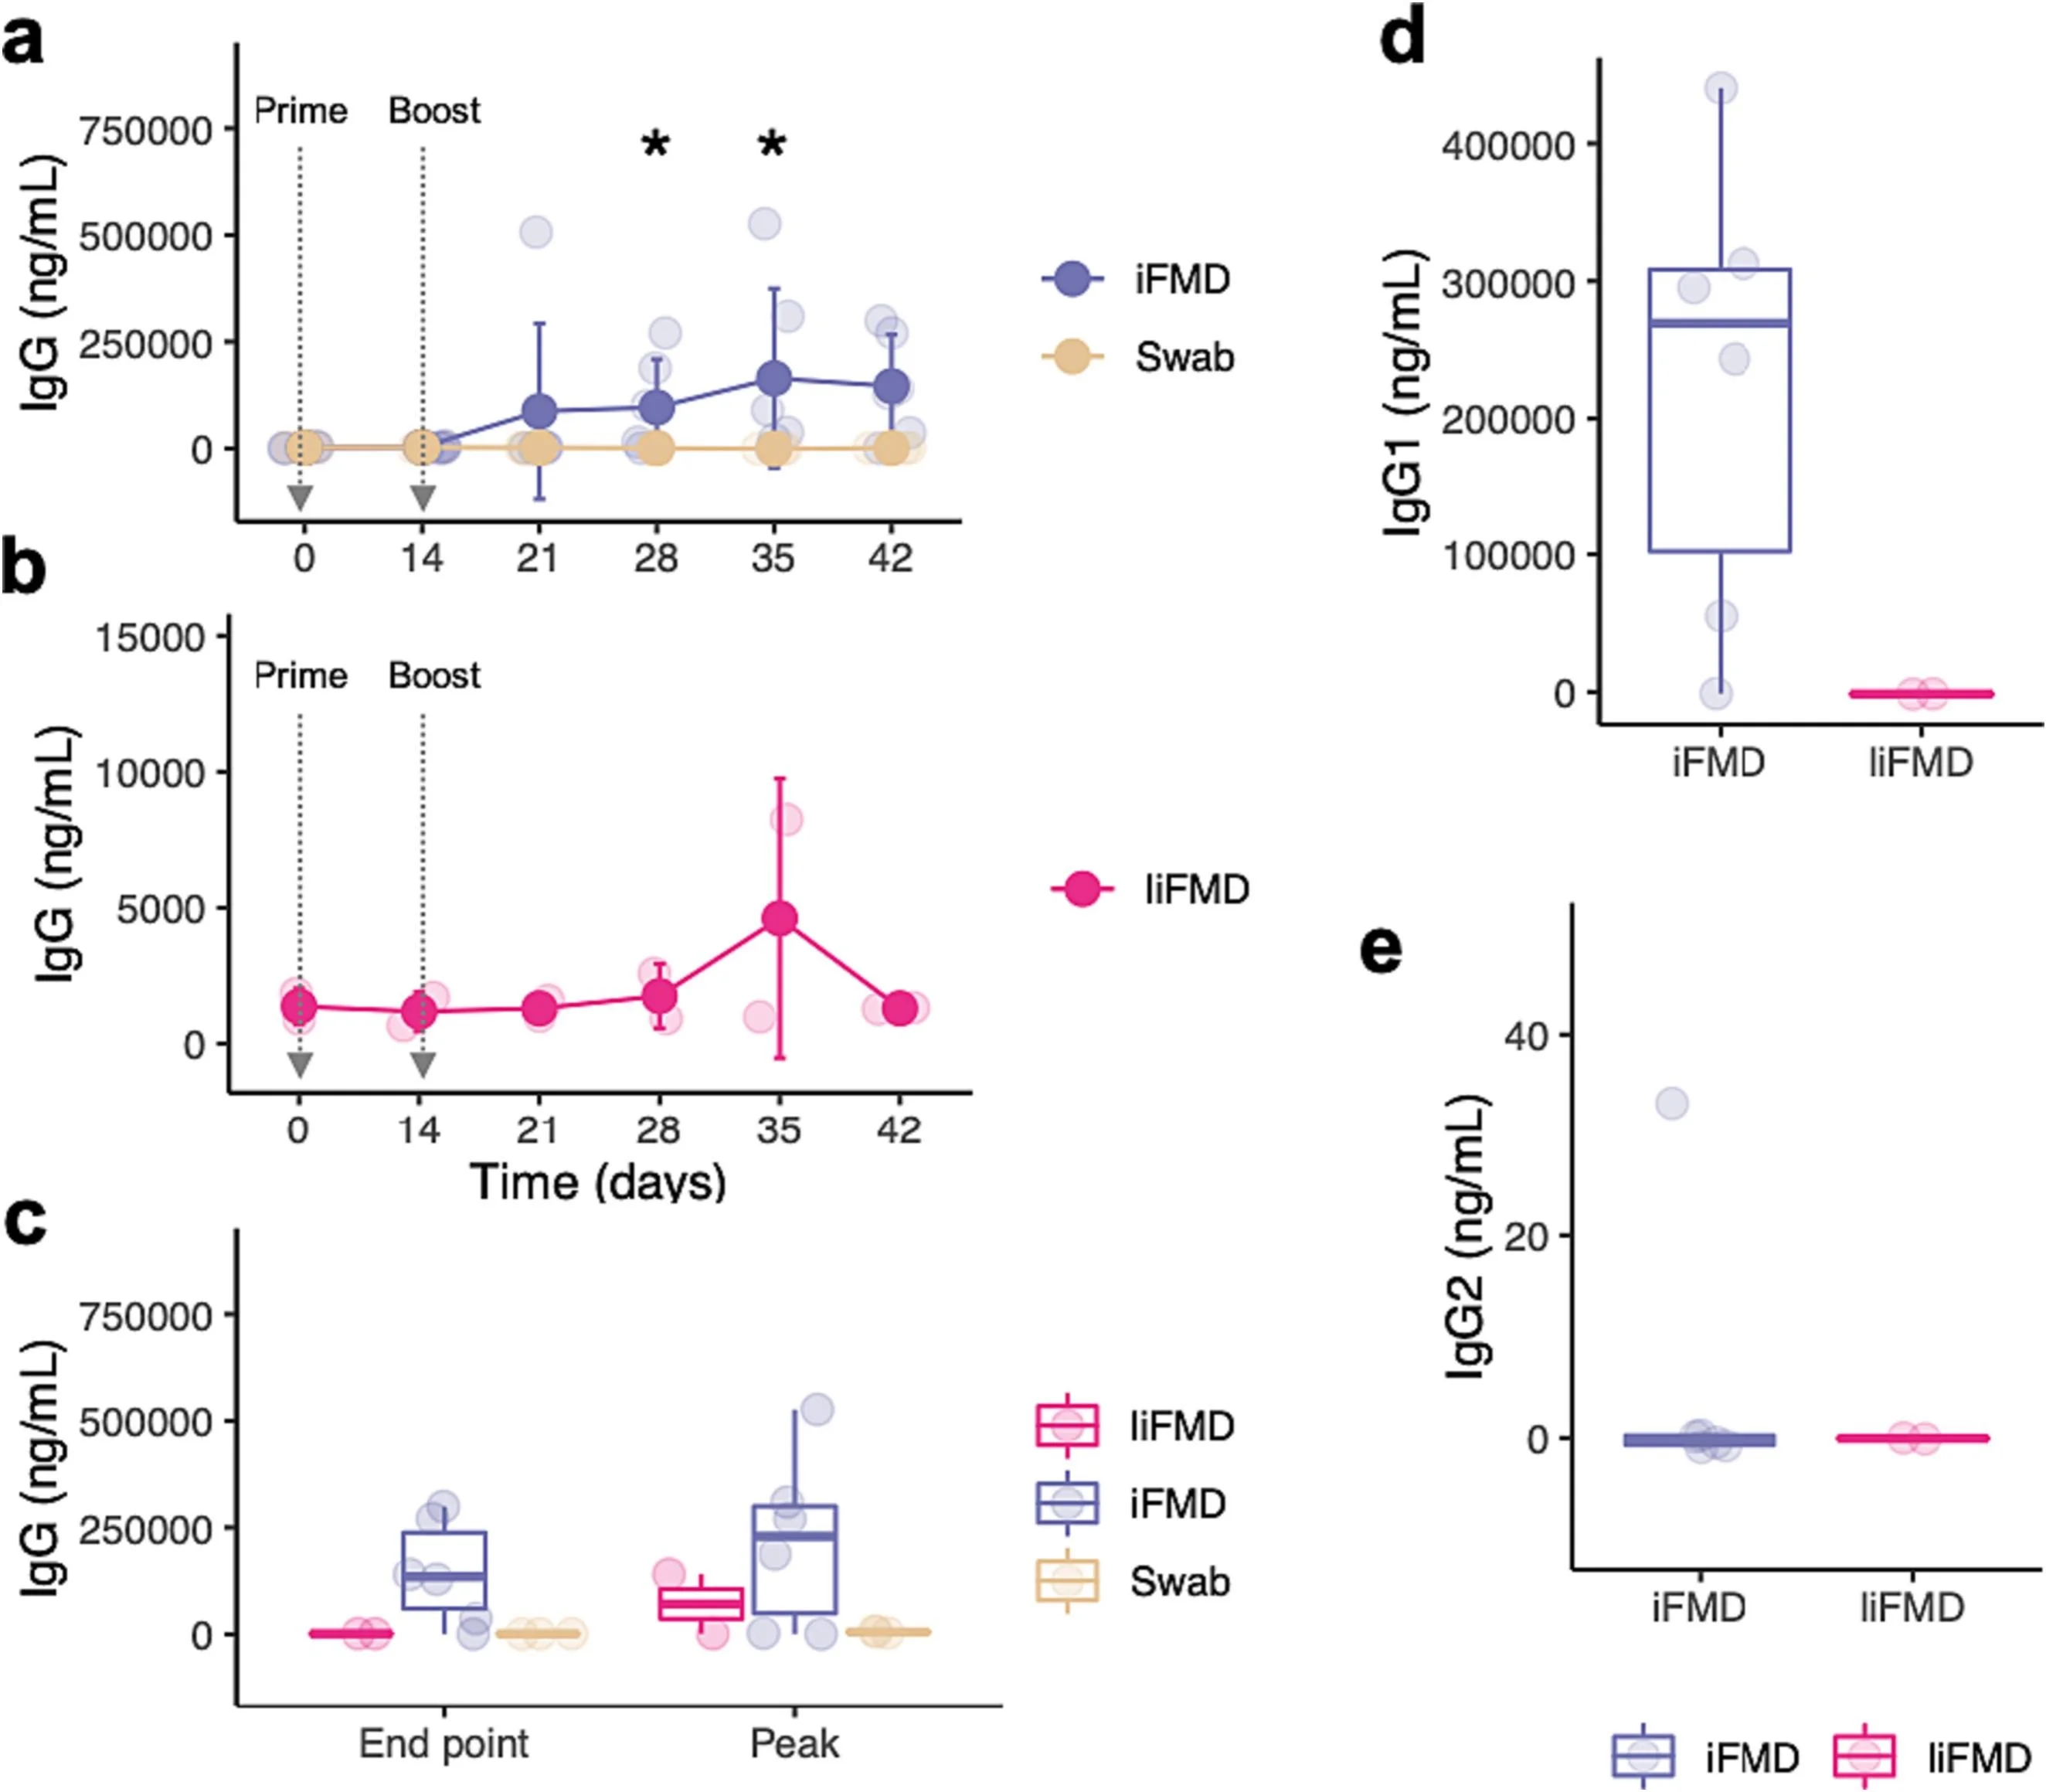 a
Prime Boost
* *
750000
500000
250000
0
IgG (ng/mL)
0 14 21 28 35 42
iFMD
Swab
b
Prime Boost
15000
10000
5000
0
IgG (ng/mL)
0 14 21 28 35 42
Time (days)
liFMD
c
750000
500000
250000
0
IgG (ng/mL)
End point Peak
liFMD
iFMD
Swab
d
400000
300000
200000
100000
0
IgG1 (ng/mL)
iFMD liFMD
e
40
20
0
IgG2 (ng/mL)
iFMD liFMD
iFMD liFMD